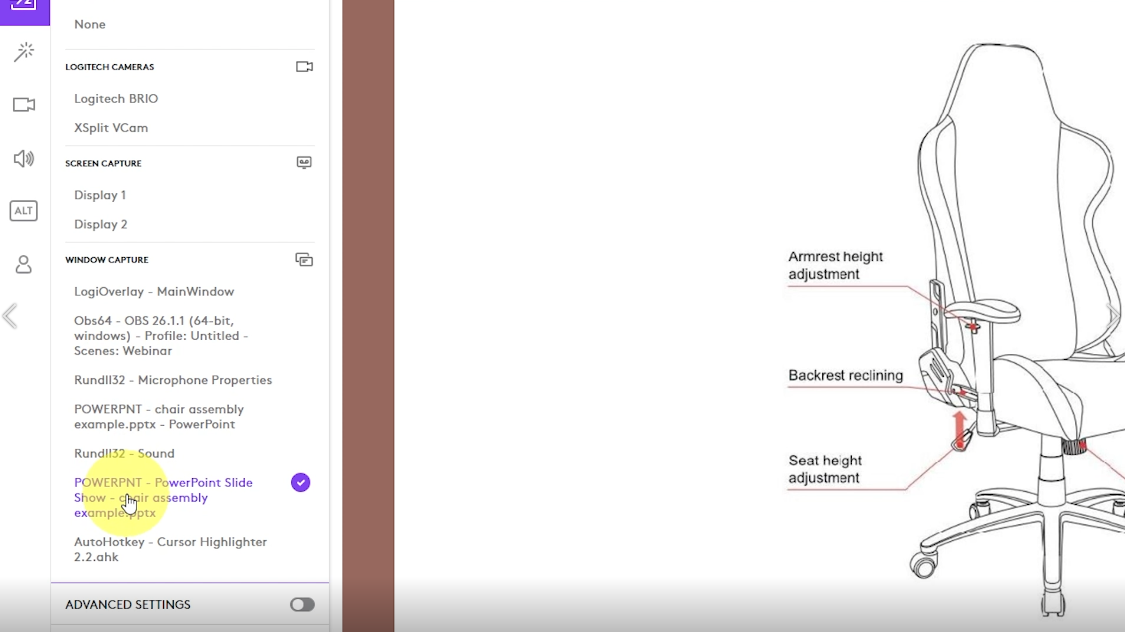 None
LOGITECH CAMERAS
Logitech BRIO
XSplit VCam
SCREEN CAPTURE
Display 1
Display 2
ALT
WINDOW CAPTURE
LogiOverlay - MainWindow
Obs64 - OBS 26.1.1 (64-bit,
windows) - Profile: Untitled -
Scenes: Webinar
Rundll32 - Microphone Properties
POWERPNT - chair assembly
example.pptx - PowerPoint
Rundll32 - Sound
POWERPNT - PowerPoint Slide
Show - chair assembly
example.pptx
AutoHotkey - Cursor Highlighter
2.2.ahk
ADVANCED SETTINGS
Armrest height
adjustment
Backrest reclining
Seat height
adjustment